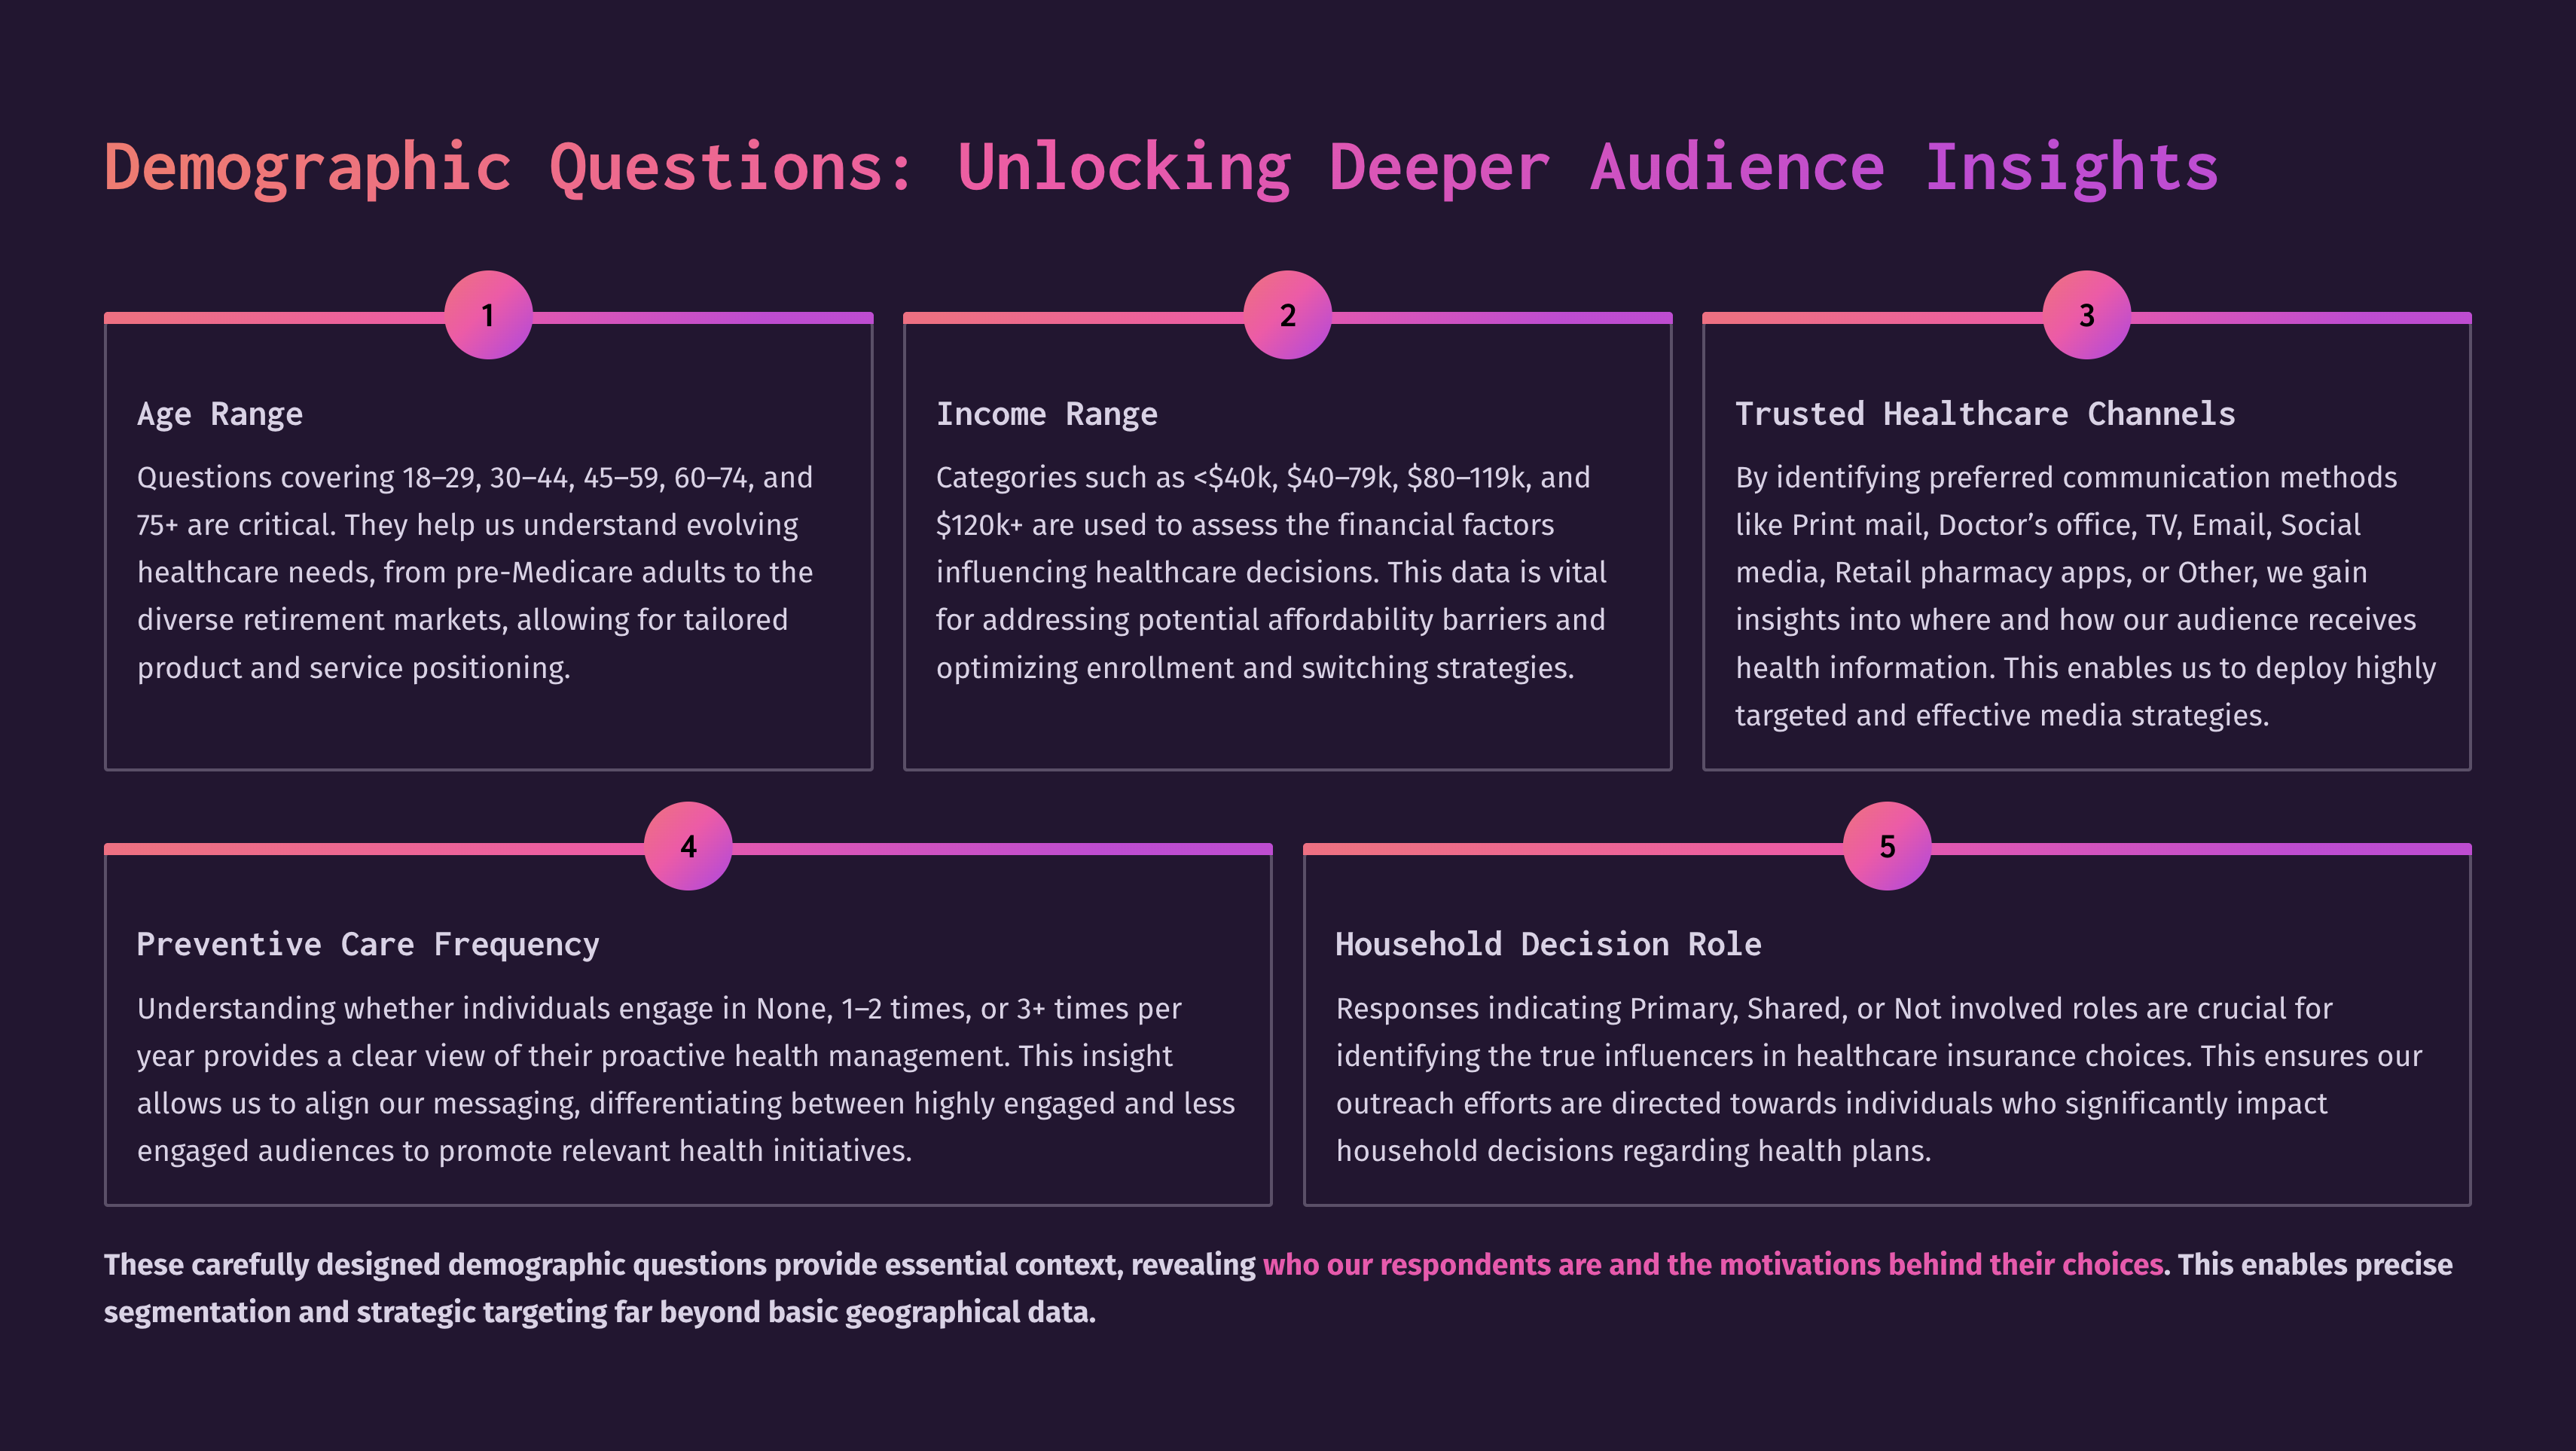 Demographic Questions: Unlocking Deeper Audience Insights
1
Age Range
Questions covering 18–29, 30–44, 45–59, 60–74, and
75+ are critical. They help us understand evolving
healthcare needs, from pre-Medicare adults to the
diverse retirement markets, allowing for tailored
product and service positioning.
2
Income Range
Categories such as <$40k, $40–79k, $80–119k, and
$120k+ are used to assess the financial factors
influencing healthcare decisions. This data is vital
for addressing potential affordability barriers and
optimizing enrollment and switching strategies.
3
Trusted Healthcare Channels
By identifying preferred communication methods
like Print mail, Doctor’s office, TV, Email, Social
media, Retail pharmacy apps, or Other, we gain
insights into where and how our audience receives
health information. This enables us to deploy highly
targeted and effective media strategies.
4
Preventive Care Frequency
Understanding whether individuals engage in None, 1–2 times, or 3+ times per
year provides a clear view of their proactive health management. This insight
allows us to align our messaging, differentiating between highly engaged and less
engaged audiences to promote relevant health initiatives.
5
Household Decision Role
Responses indicating Primary, Shared, or Not involved roles are crucial for
identifying the true influencers in healthcare insurance choices. This ensures our
outreach efforts are directed towards individuals who significantly impact
household decisions regarding health plans.
These carefully designed demographic questions provide essential context, revealing who our respondents are and the motivations behind their choices. This enables precise
segmentation and strategic targeting far beyond basic geographical data.